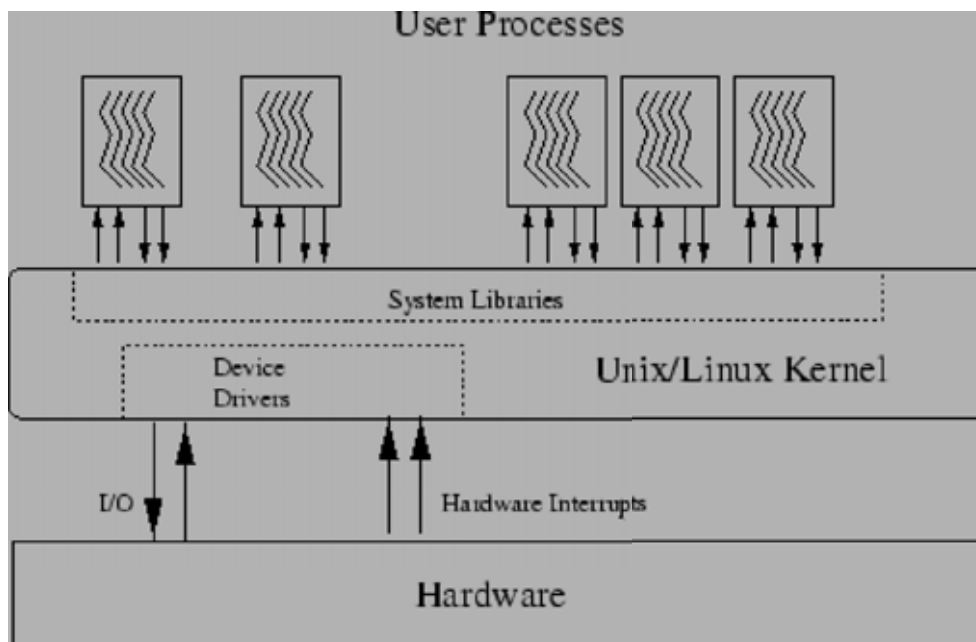 User Processes
System Libraries
Device
Drivers
Unix/Linux Kernel
I/O
Hardware Interrupts
Hardware